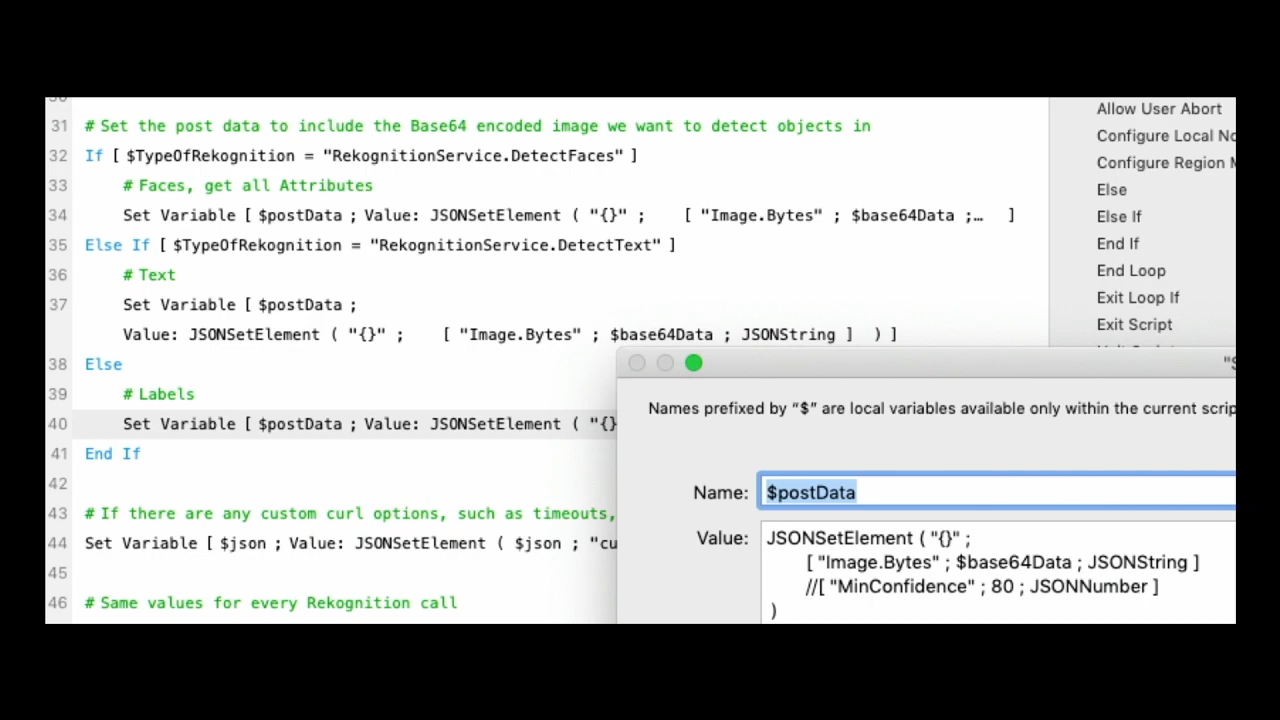 31 # Set the post data to include the Base64 encoded image we want to detect objects in
32 If [ $TypeOfRekognition = "RekognitionService.DetectFaces" ]
33 # Faces, get all Attributes
34 Set Variable [ $postData ; Value: JSONSetElement ( "{}" ; [ "Image.Bytes" ; $base64Data ;… ]
35 Else If [ $TypeOfRekognition = "RekognitionService.DetectText" ]
36 # Text
37 Set Variable [ $postData ;
Value: JSONSetElement ( "{}" ; [ "Image.Bytes" ; $base64Data ; JSONString ] ) ]
38 Else
39 # Labels
40 Set Variable [ $postData ; Value: JSONSetElement ( "{}
41 End If
42
43 # If there are any custom curl options, such as timeouts,
44 Set Variable [ $json ; Value: JSONSetElement ( $json ; "cu
45
46 # Same values for every Rekognition call
Allow User Abort
Configure Local No
Configure Region M
Else
Else If
End If
End Loop
Exit Loop If
Exit Script
Names prefixed by “$” are local variables available only within the current scrip
Name: $postData
Value: JSONSetElement ( "{}" ;
[ "Image.Bytes" ; $base64Data ; JSONString ]
//[ "MinConfidence" ; 80 ; JSONNumber ]
)